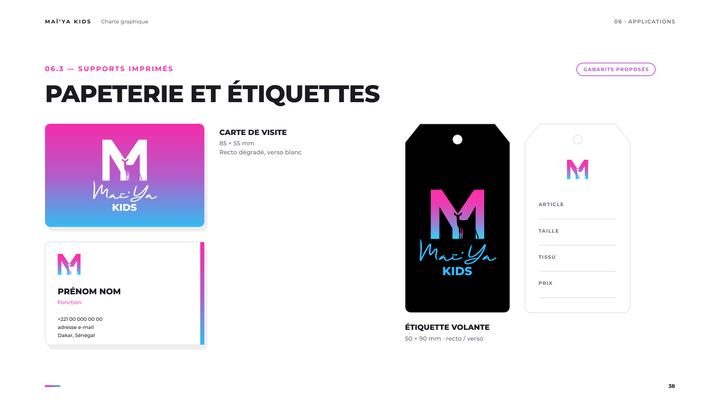 MAÏ'YA KIDS Charte graphique
06 · APPLICATIONS
06.3 — SUPPORTS IMPRIMÉS
GABARITS PROPOSÉS
PAPETERIE ET ÉTIQUETTES
M
Maï·Ya
KIDS
CARTE DE VISITE
85 × 55 mm
Recto dégradé, verso blanc
M
PRÉNOM NOM
Fonction
+221 00 000 00 00
adresse e-mail
Dakar, Sénégal
M
Maï·Ya
KIDS
ÉTIQUETTE VOLANTE
50 × 90 mm · recto / verso
M
ARTICLE
TAILLE
TISSU
PRIX
38